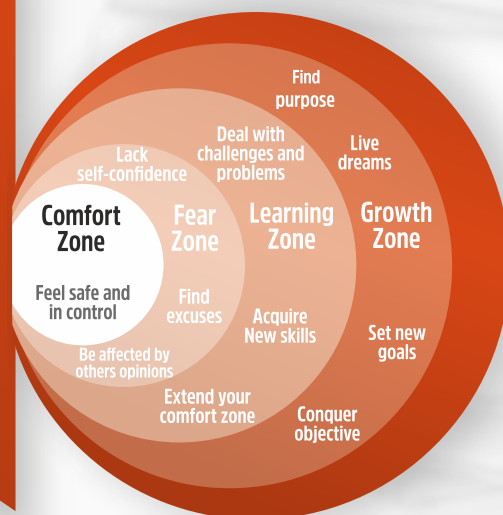 Comfort
Zone
Feel safe and
in control
Lack
self-confidence
Fear
Zone
Find
excuses
Be affected by
others opinions
Deal with
challenges and
problems
Learning
Zone
Acquire
New skills
Extend your
comfort zone
Find
purpose
Live
dreams
Growth
Zone
Set new
goals
Conquer
objective